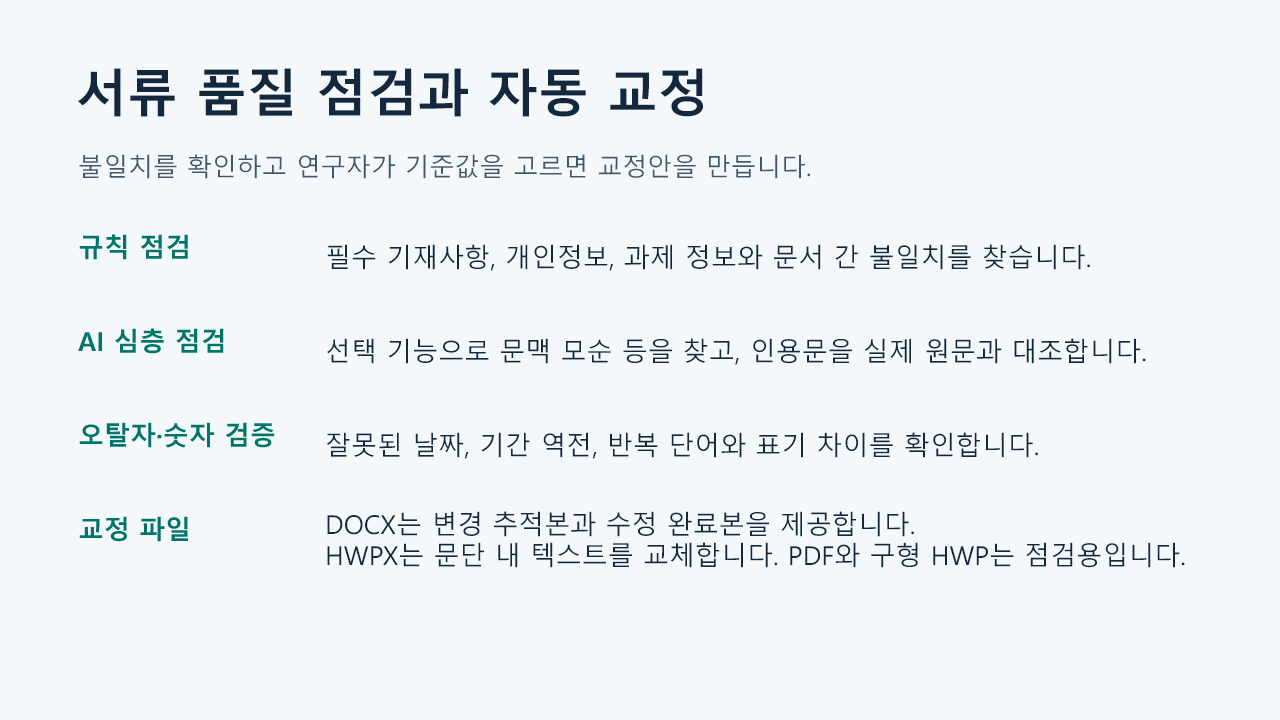 서류 품질 점검과 자동 교정
불일치를 확인하고 연구자가 기준값을 고르면 교정안을 만듭니다.
규칙 점검
필수 기재사항, 개인정보, 과제 정보와 문서 간 불일치를 찾습니다.
AI 심층 점검
선택 기능으로 문맥 모순 등을 찾고, 인용문을 실제 원문과 대조합니다.
오탈자·숫자 검증
잘못된 날짜, 기간 역전, 반복 단어와 표기 차이를 확인합니다.
교정 파일
DOCX는 변경 추적본과 수정 완료본을 제공합니다.
HWPX는 문단 내 텍스트를 교체합니다. PDF와 구형 HWP는 점검용입니다.